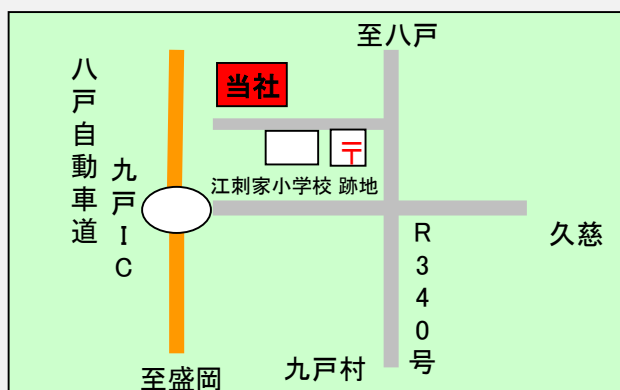 至八戸
八戸自動車道
当社
〒
九戸IC
江刺家小学校 跡地
R340号
久慈
九戸村
至盛岡